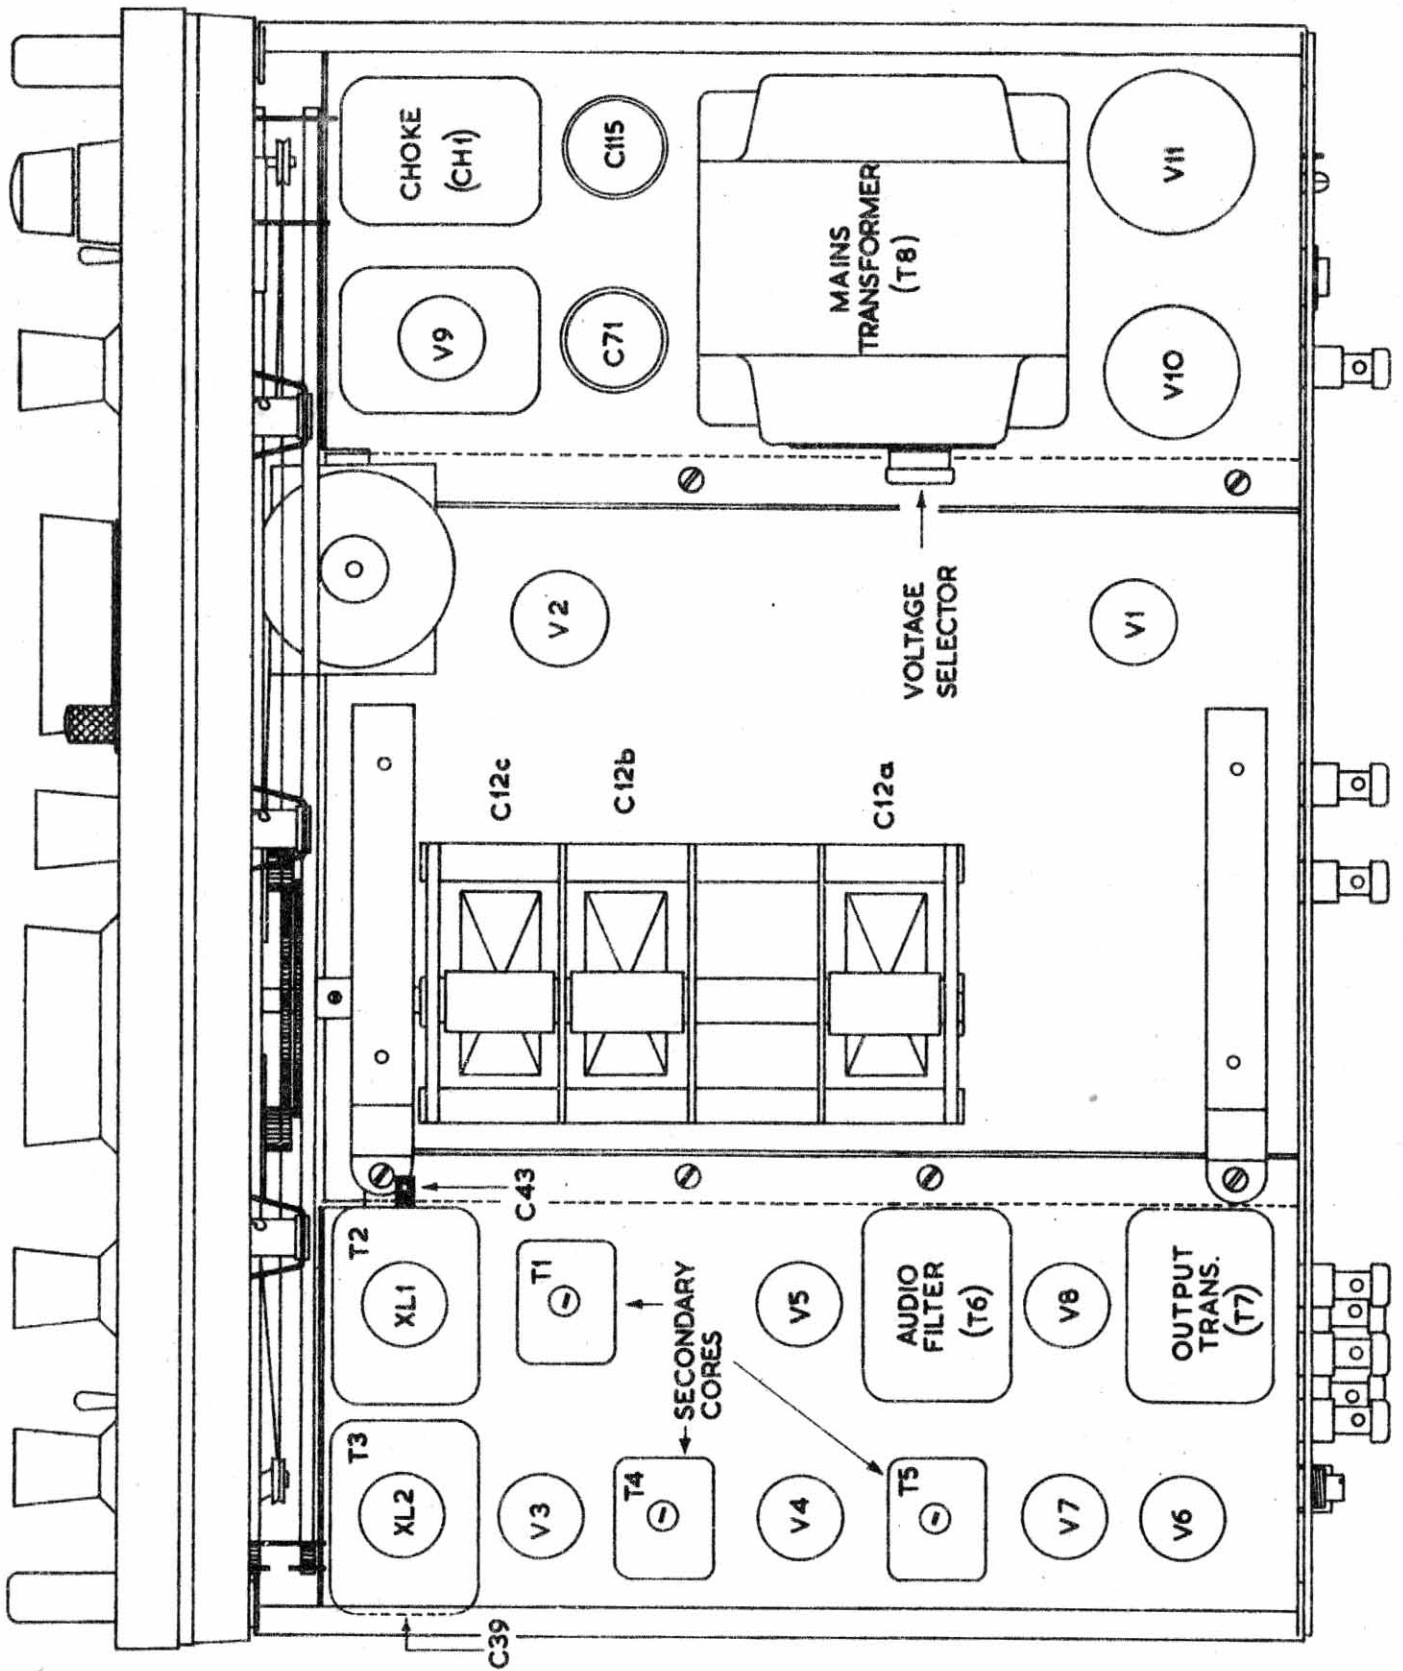 CHOKE
(CH1)
C115
MAINS
TRANSFORMER
(T8)
V11
V9
C71
V10
V2
VOLTAGE
SELECTOR
V1
C12c
C12b
C12a
C43
T2
XL1
T1
SECONDARY
CORES
V5
AUDIO
FILTER
(T6)
V8
OUTPUT
TRANS.
(T7)
T3
XL2
V3
T4
V4
T5
V7
V6
C39